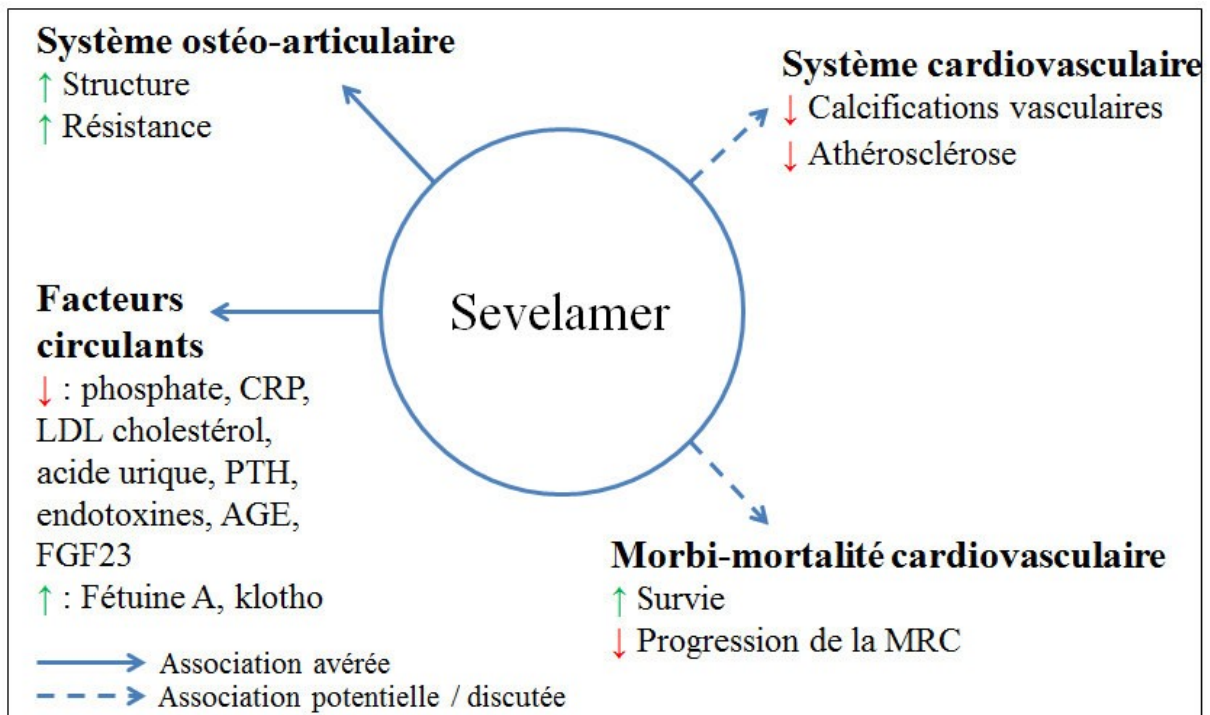 Système ostéo-articulaire
↑ Structure
↑ Résistance
Système cardiovasculaire
↓ Calcifications vasculaires
↓ Athérosclérose
Sevelamer
Facteurs
circulants
↓ : phosphate, CRP,
LDL cholestérol,
acide urique, PTH,
endotoxines, AGE,
FGF23
↑ : Fétuine A, klotho
Morbi-mortalité cardiovasculaire
↑ Survie
↓ Progression de la MRC
Association avérée
Association potentielle / discutée